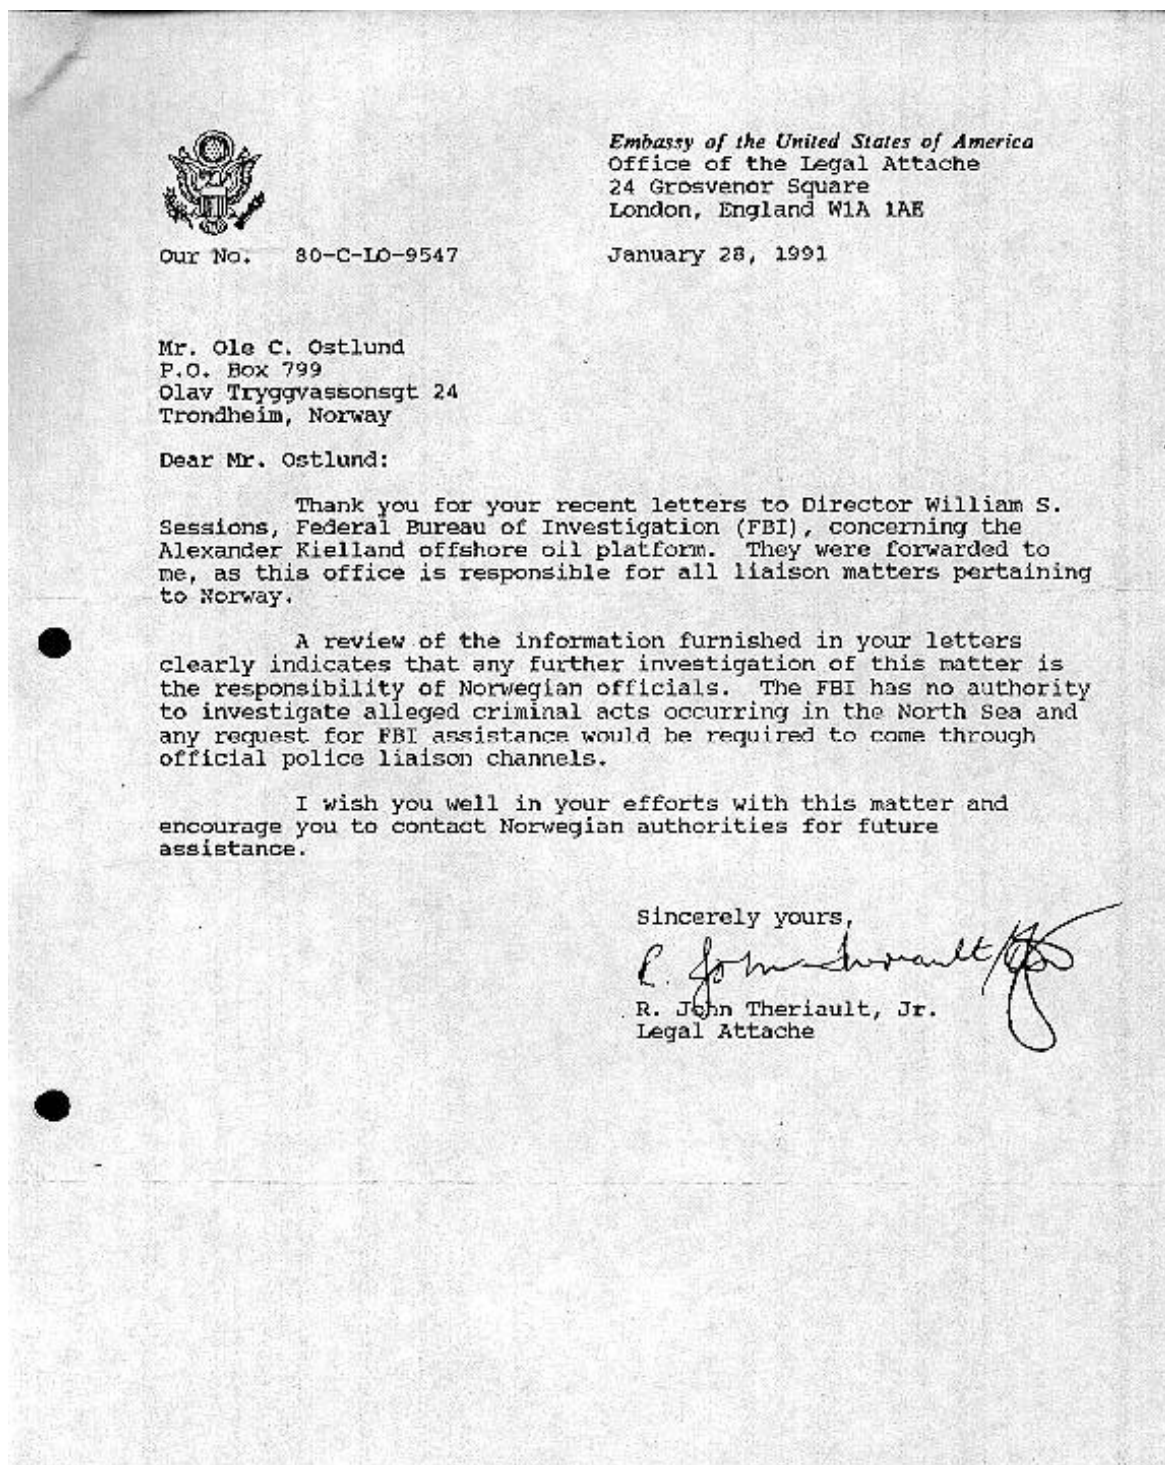 Embassy of the United States of America
Office of the Legal Attache
24 Grosvenor Square
London, England W1A 1AE
Our No. 80-C-LO-9547
January 28, 1991
Mr. Ole C. Ostlund
P.O. Box 799
Olav Tryggvassonsgt 24
Trondheim, Norway
Dear Mr. Ostlund:
Thank you for your recent letters to Director William S.
Sessions, Federal Bureau of Investigation (FBI), concerning the
Alexander Kielland offshore oil platform. They were forwarded to
me, as this office is responsible for all liaison matters pertaining
to Norway.
A review of the information furnished in your letters
clearly indicates that any further investigation of this matter is
the responsibility of Norwegian officials. The FBI has no authority
to investigate alleged criminal acts occurring in the North Sea and
any request for FBI assistance would be required to come through
official police liaison channels.
I wish you well in your efforts with this matter and
encourage you to contact Norwegian authorities for future
assistance.
Sincerely yours,
R. John Theriault
R. John Theriault, Jr.
Legal Attache